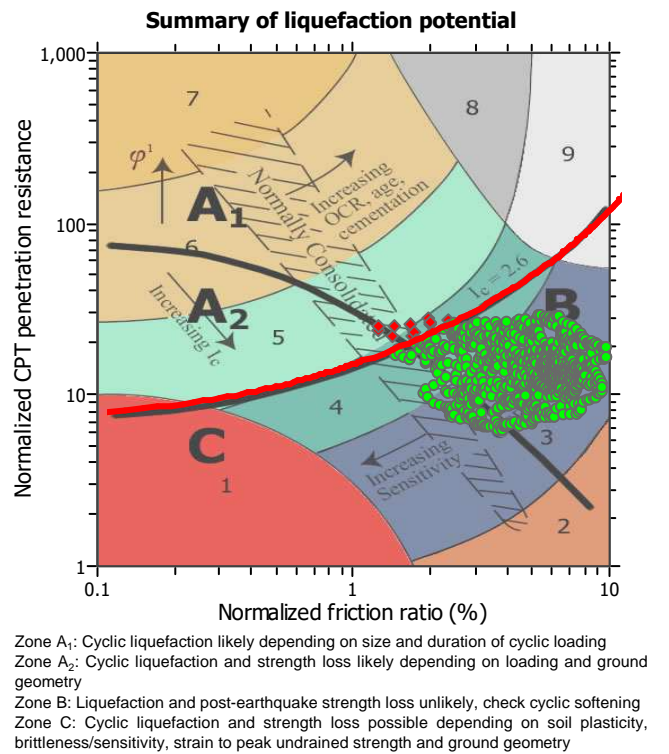 Summary of liquefaction potential
1,000
100
10
1
Normalized CPT penetration resistance
7
8
9
φ¹
A₁
Increasing
OCR, age,
cementation
Normally Consolidated
6
A₂
Increasing Ic
5
Ic = 2.6
B
4
3
C
1
Increasing
Sensitivity
2
0.1
1
10
Normalized friction ratio (%)
Zone A₁: Cyclic liquefaction likely depending on size and duration of cyclic loading
Zone A₂: Cyclic liquefaction and strength loss likely depending on loading and ground
geometry
Zone B: Liquefaction and post-earthquake strength loss unlikely, check cyclic softening
Zone C: Cyclic liquefaction and strength loss possible depending on soil plasticity,
brittleness/sensitivity, strain to peak undrained strength and ground geometry